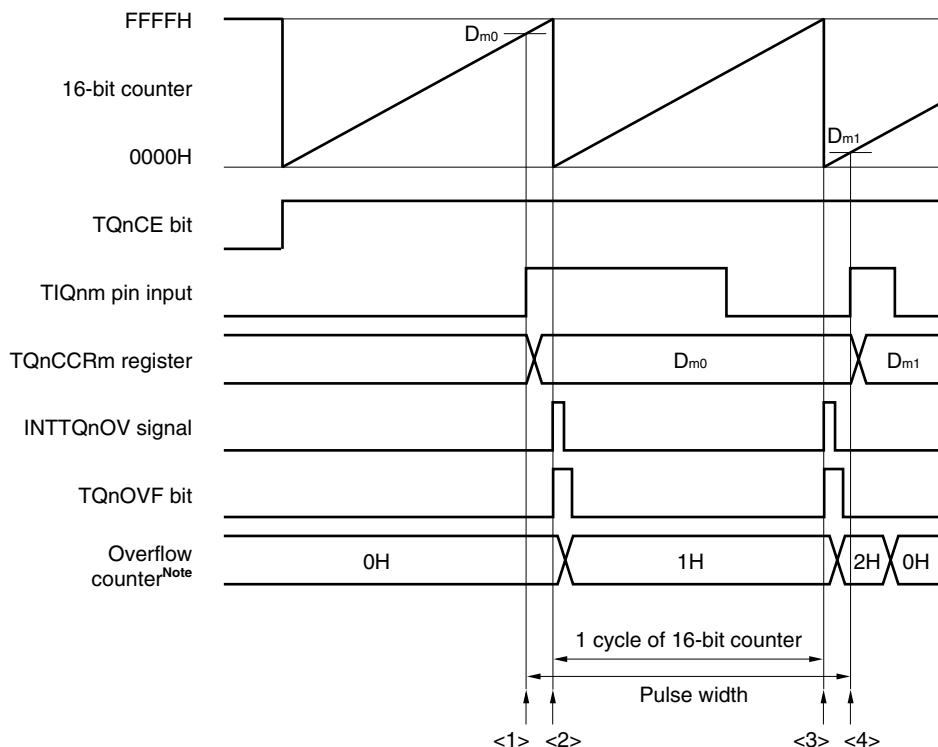 FFFFH
Dm0
16-bit counter
0000H
Dm1
TQnCE bit
TIQnm pin input
TQnCCRm register
Dm0
Dm1
INTTQnOV signal
TQnOVF bit
Overflow
counterNote
0H
1H
2H
0H
1 cycle of 16-bit counter
Pulse width
<1>
<2>
<3>
<4>